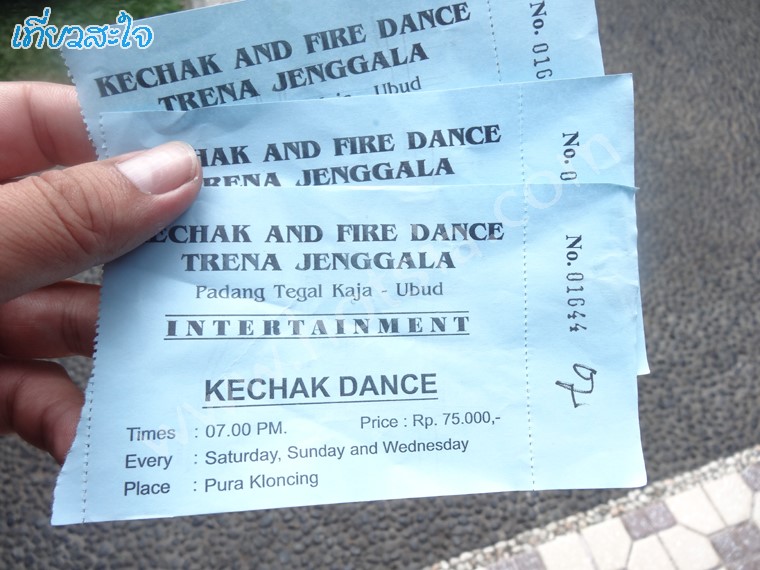 เที่ยวสะใจ
KECHAK AND FIRE DANCE
TRENA JENGGALA
Ubud
No. 016
HAK AND FIRE DANCE
TRENA JENGGALA
No. 0
KECHAK AND FIRE DANCE
TRENA JENGGALA
Padang Tegal Kaja - Ubud
INTERTAINMENT
KECHAK DANCE
Times : 07.00 PM. Price : Rp. 75.000,-
Every : Saturday, Sunday and Wednesday
Place : Pura Kloncing
No. 01644